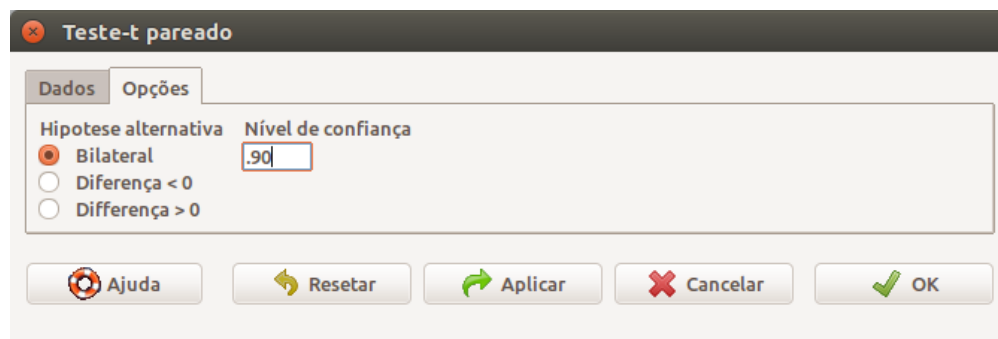 Teste-t pareado
Dados Opções
Hipotese alternativa Nível de confiança
Bilateral .90
Diferença < 0
Differença > 0
Ajuda Resetar Aplicar Cancelar OK